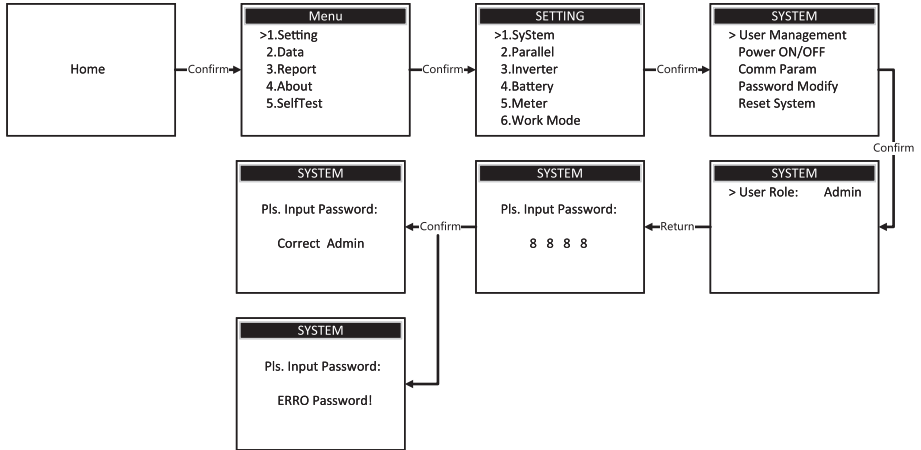 Home
Confirm
Menu
>1.Setting
2.Data
3.Report
4.About
5.SelfTest
Confirm
SETTING
>1.SyStem
2.Parallel
3.Inverter
4.Battery
5.Meter
6.Work Mode
Confirm
SYSTEM
> User Management
Power ON/OFF
Comm Param
Password Modify
Reset System
Confirm
SYSTEM
> User Role: Admin
Return
SYSTEM
Pls. Input Password:
8 8 8 8
Confirm
SYSTEM
Pls. Input Password:
Correct Admin
SYSTEM
Pls. Input Password:
ERRO Password!